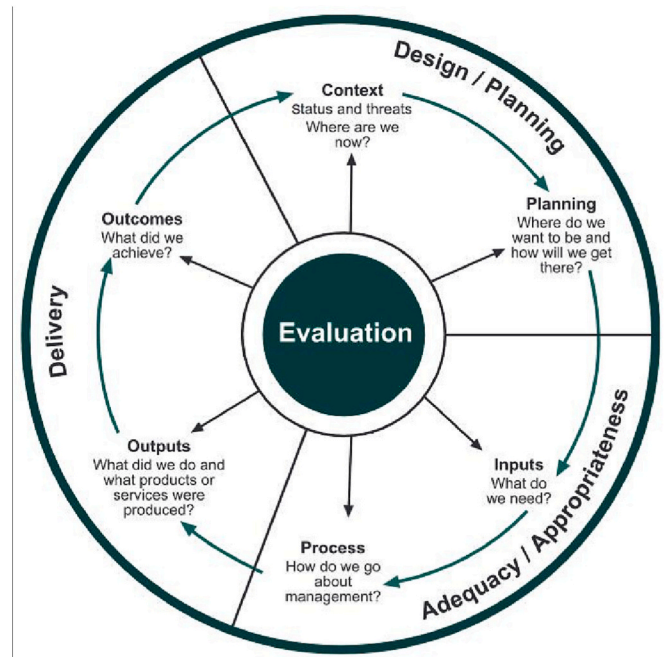 Design / Planning
Context
Status and threats
Where are we
now?
Planning
Where do we
want to be and
how will we get
there?
Adequacy / Appropriateness
Inputs
What do
we need?
Process
How do we go
about
management?
Delivery
Outputs
What did we do and
what products or
services were
produced?
Outcomes
What did we
achieve?
Evaluation